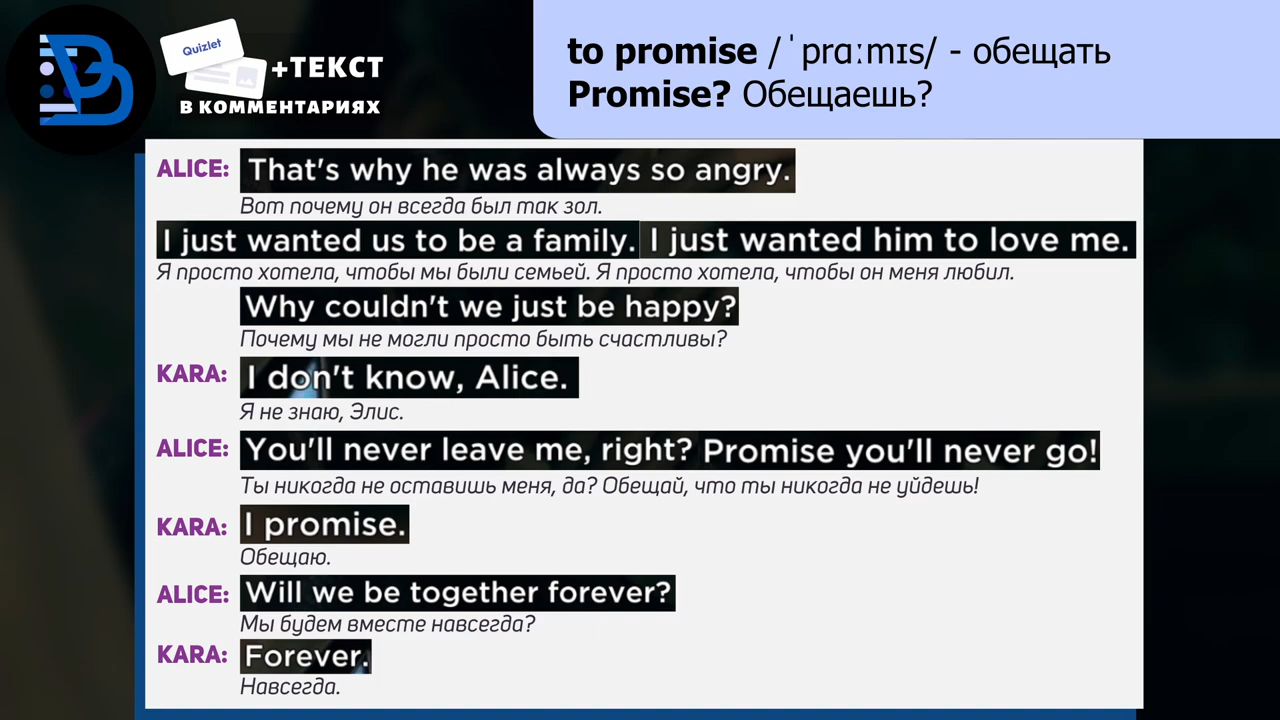 Quizlet
+ТЕКСТ
В КОММЕНТАРИЯХ
to promise /ˈprɑːmɪs/ - обещать
Promise? Обещаешь?
ALICE: That's why he was always so angry.
Вот почему он всегда был так зол.
I just wanted us to be a family. I just wanted him to love me.
Я просто хотела, чтобы мы были семьей. Я просто хотела, чтобы он меня любил.
Why couldn't we just be happy?
Почему мы не могли просто быть счастливы?
KARA: I don't know, Alice.
Я не знаю, Элис.
ALICE: You'll never leave me, right? Promise you'll never go!
Ты никогда не оставишь меня, да? Обещай, что ты никогда не уйдешь!
KARA: I promise.
Обещаю.
ALICE: Will we be together forever?
Мы будем вместе навсегда?
KARA: Forever.
Навсегда.